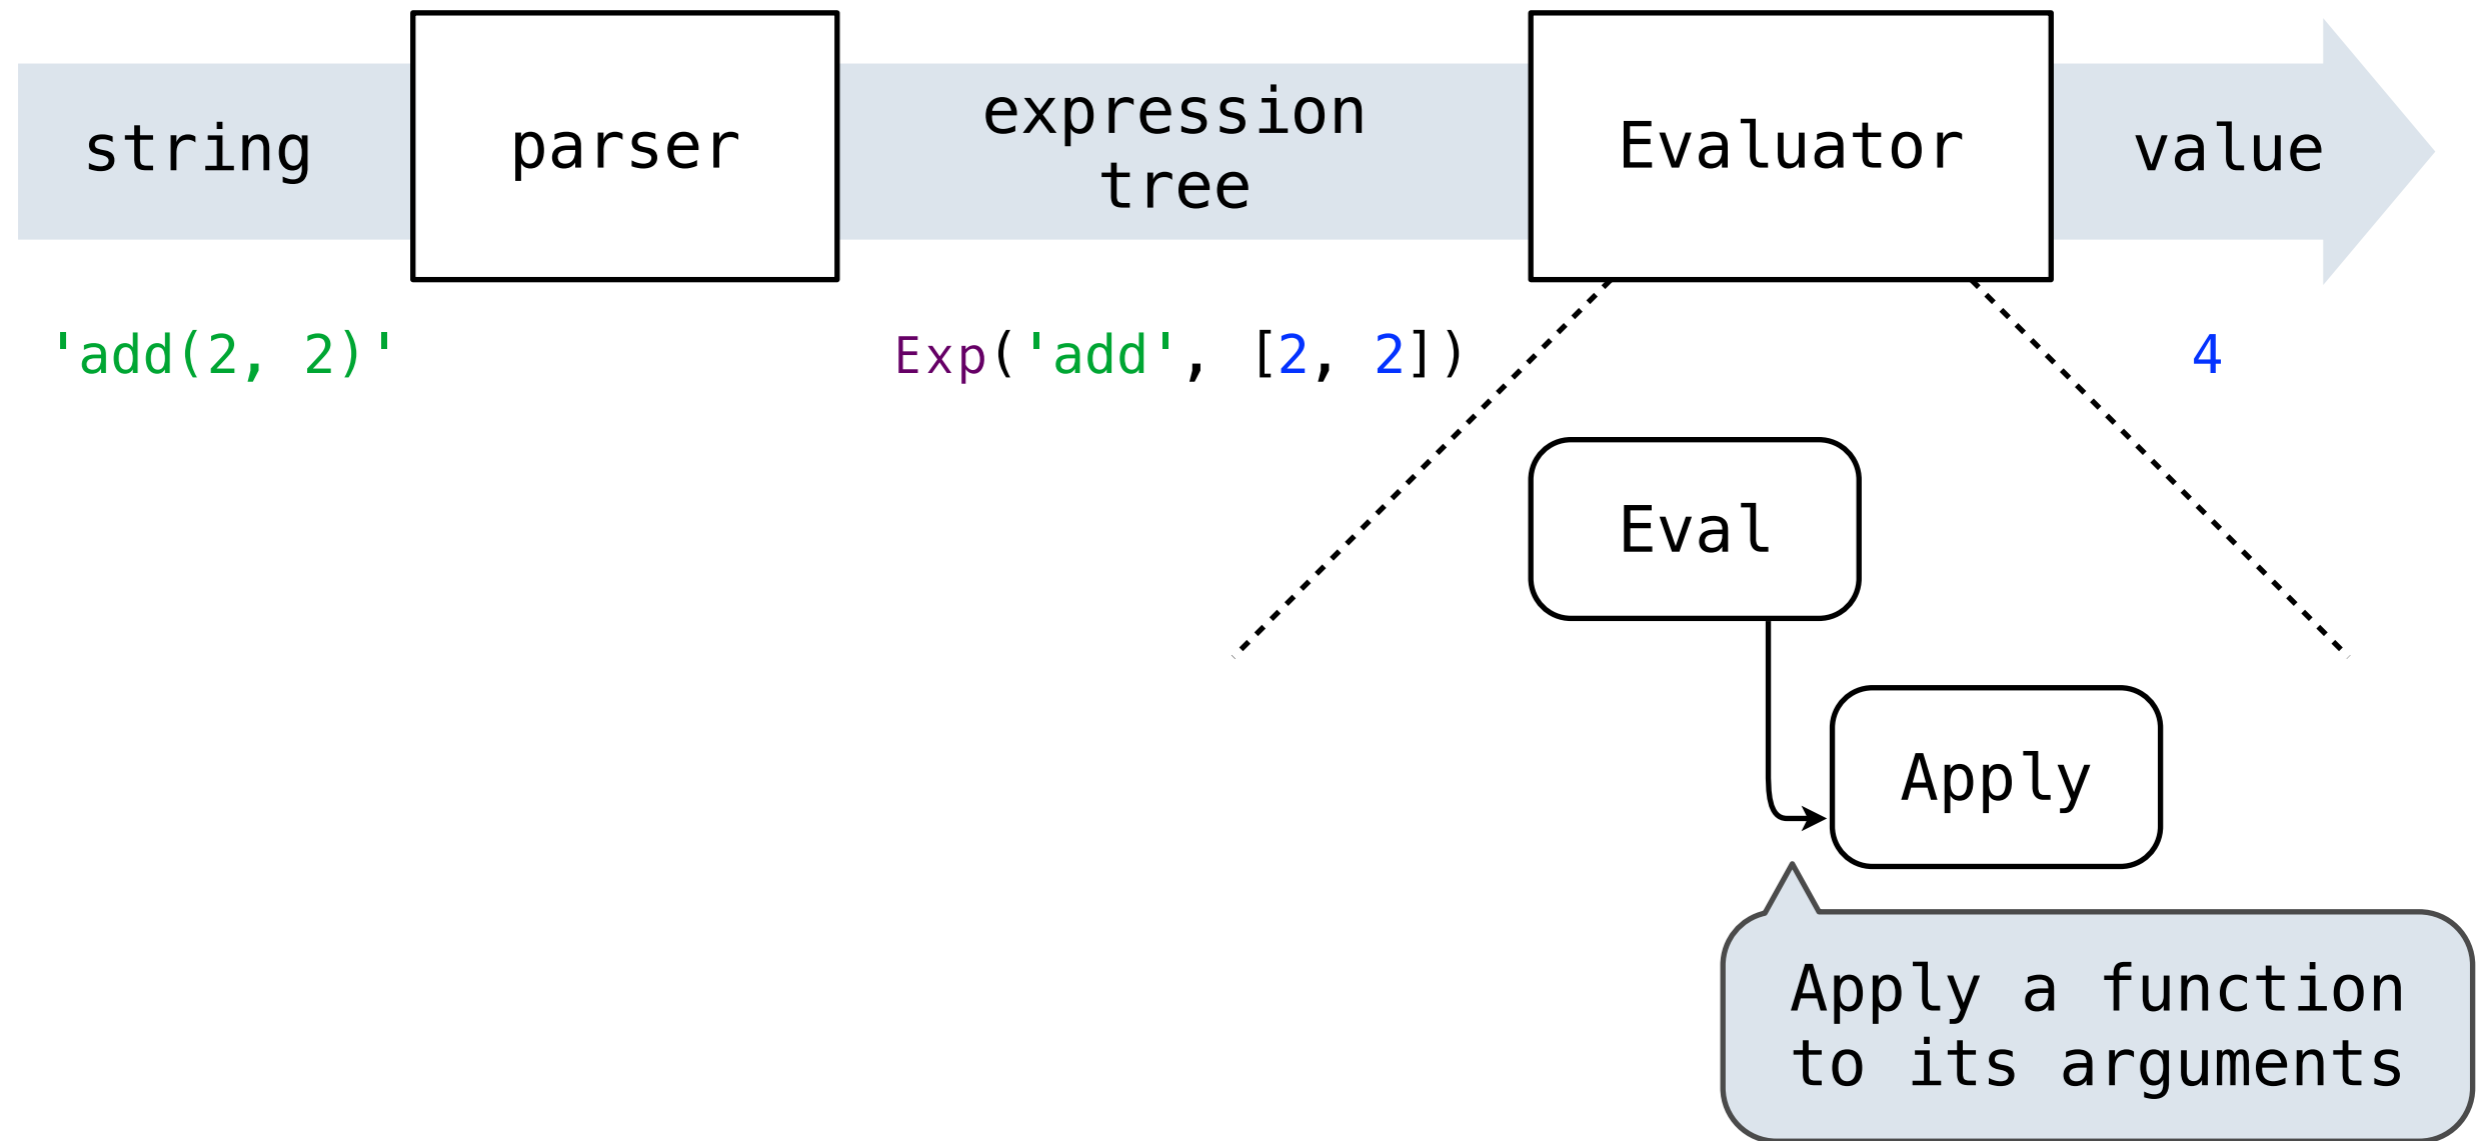 string
parser
expression
tree
Evaluator
value
'add(2, 2)'
Exp('add', [2, 2])
4
Eval
Apply
Apply a function
to its arguments